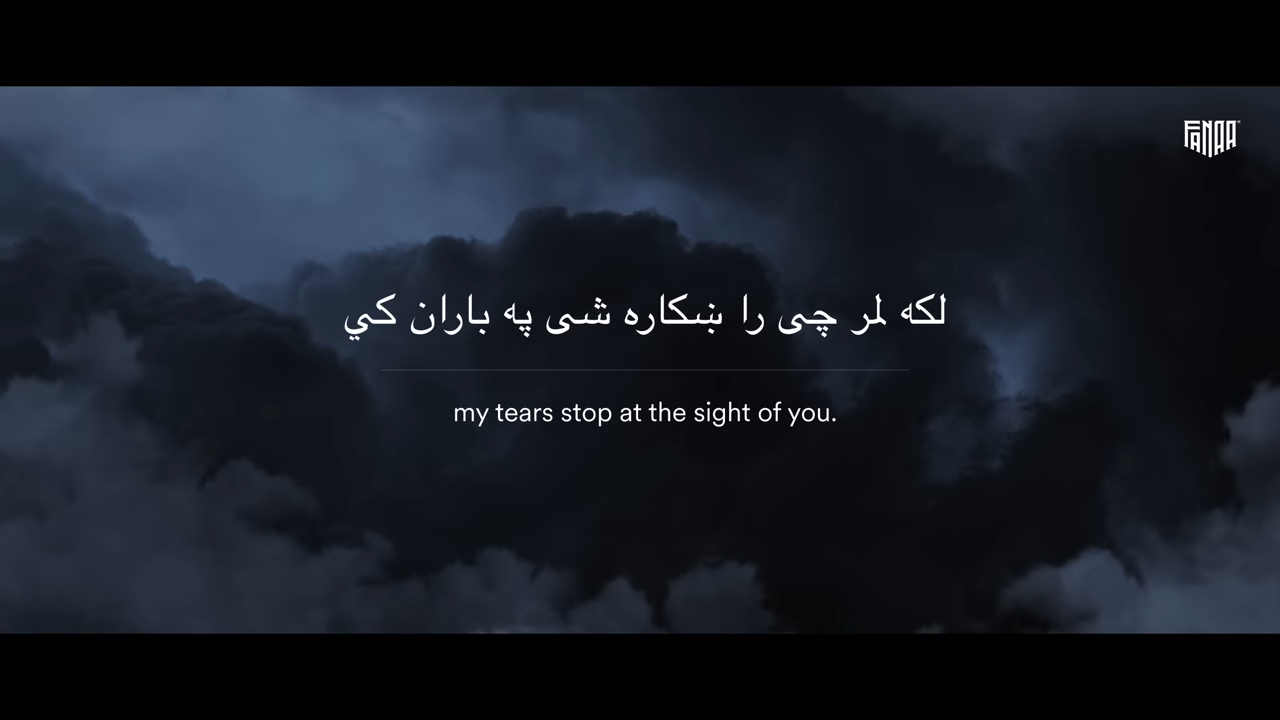 FANAA
لکه لمر چی را ښکاره شی په باران کي
my tears stop at the sight of you.